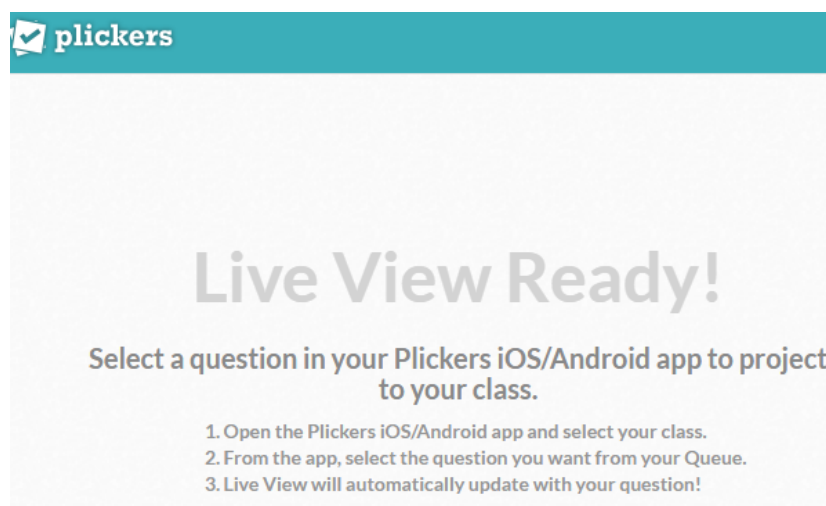 plickers
Live View Ready!
Select a question in your Plickers iOS/Android app to project
to your class.
1. Open the Plickers iOS/Android app and select your class.
2. From the app, select the question you want from your Queue.
3. Live View will automatically update with your question!